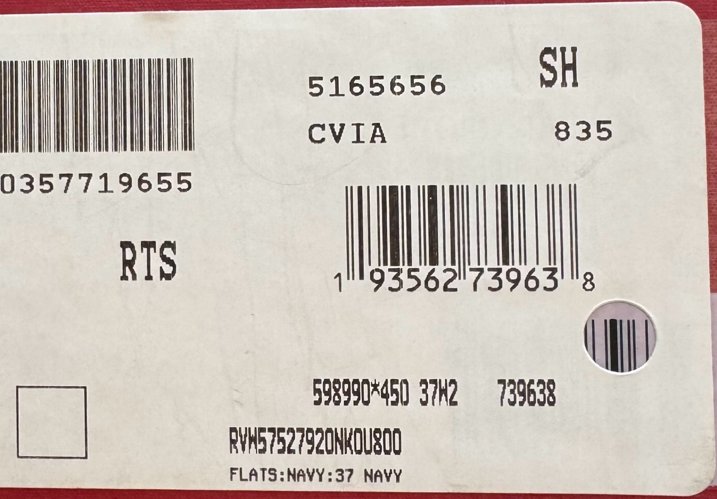 5165656 SH
CVIA 835
0357719655
RTS
1 93562 73963 8
598990*450 37W2 739638
RVW57527920NKOU800
FLATS:NAVY:37 NAVY